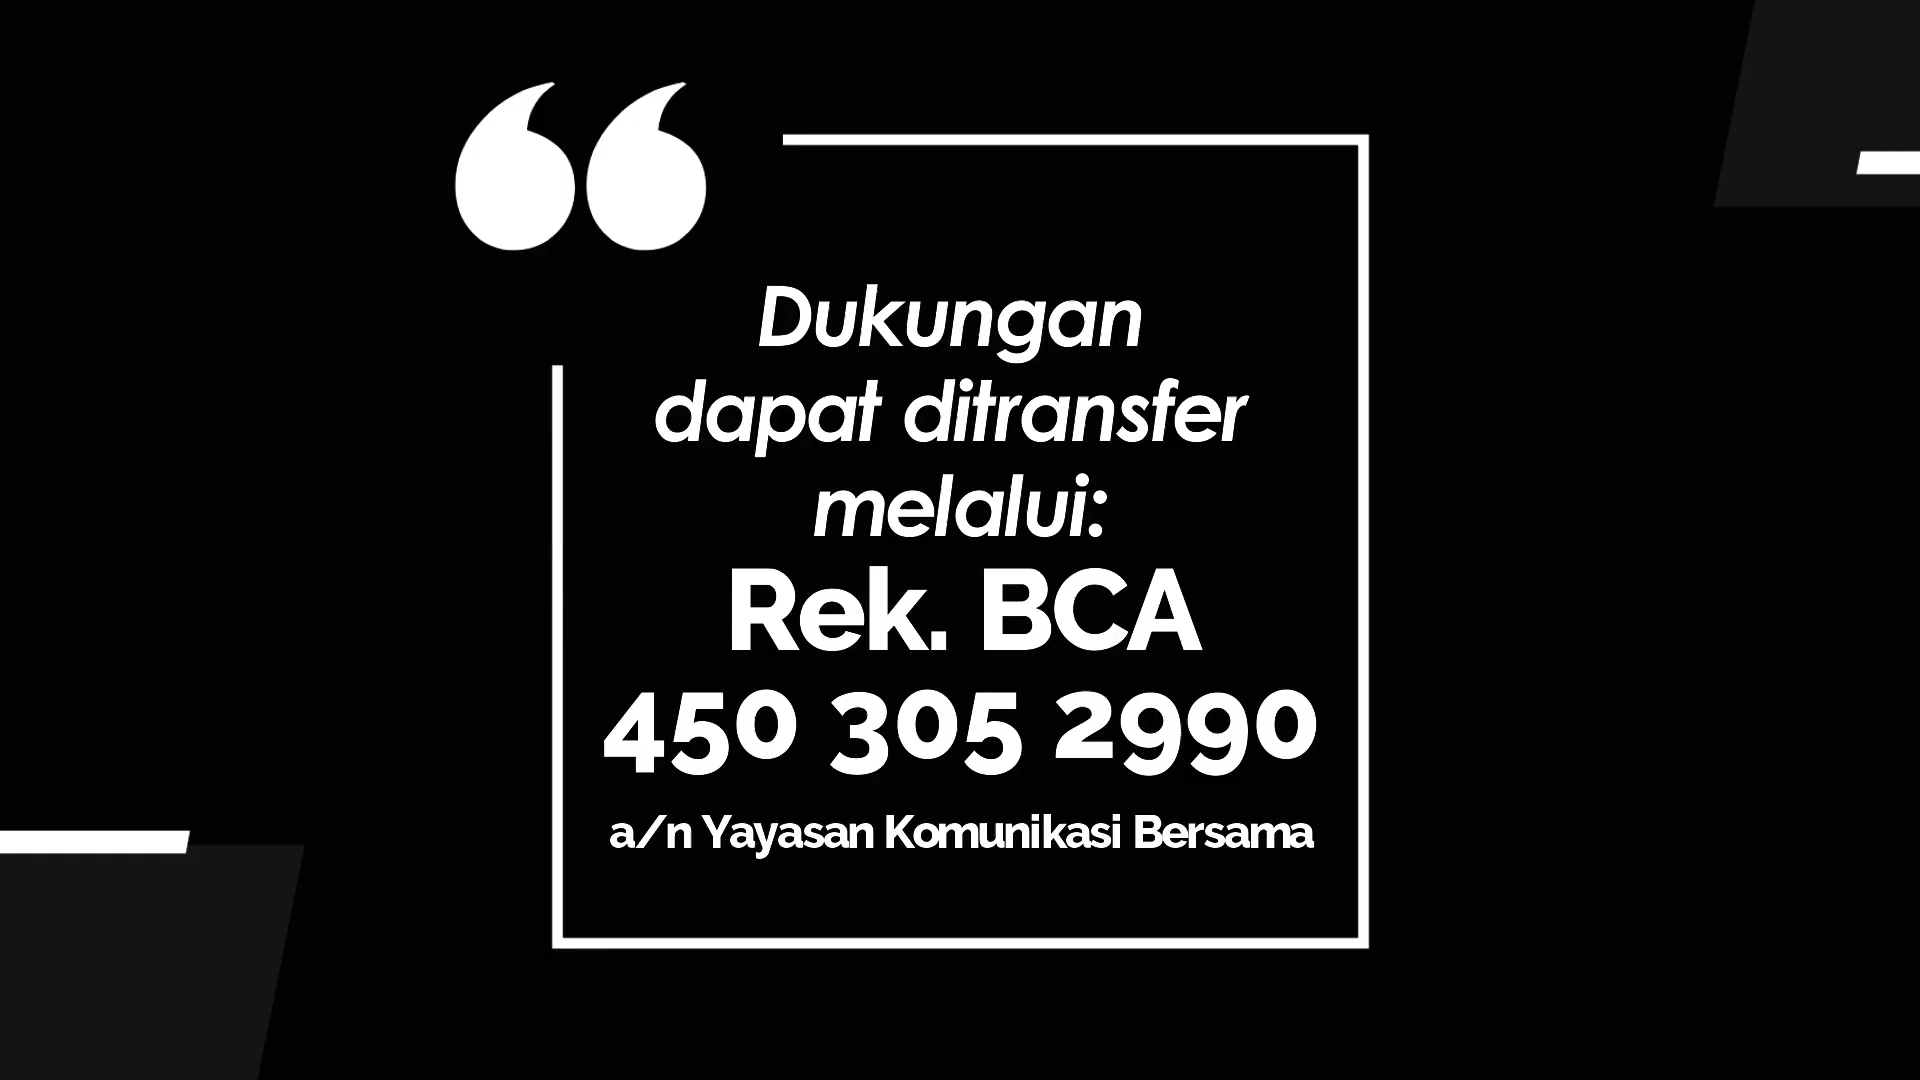 Dukungan
dapat ditransfer
melalui:
Rek. BCA
450 305 2990
a/n Yayasan Komunikasi Bersama